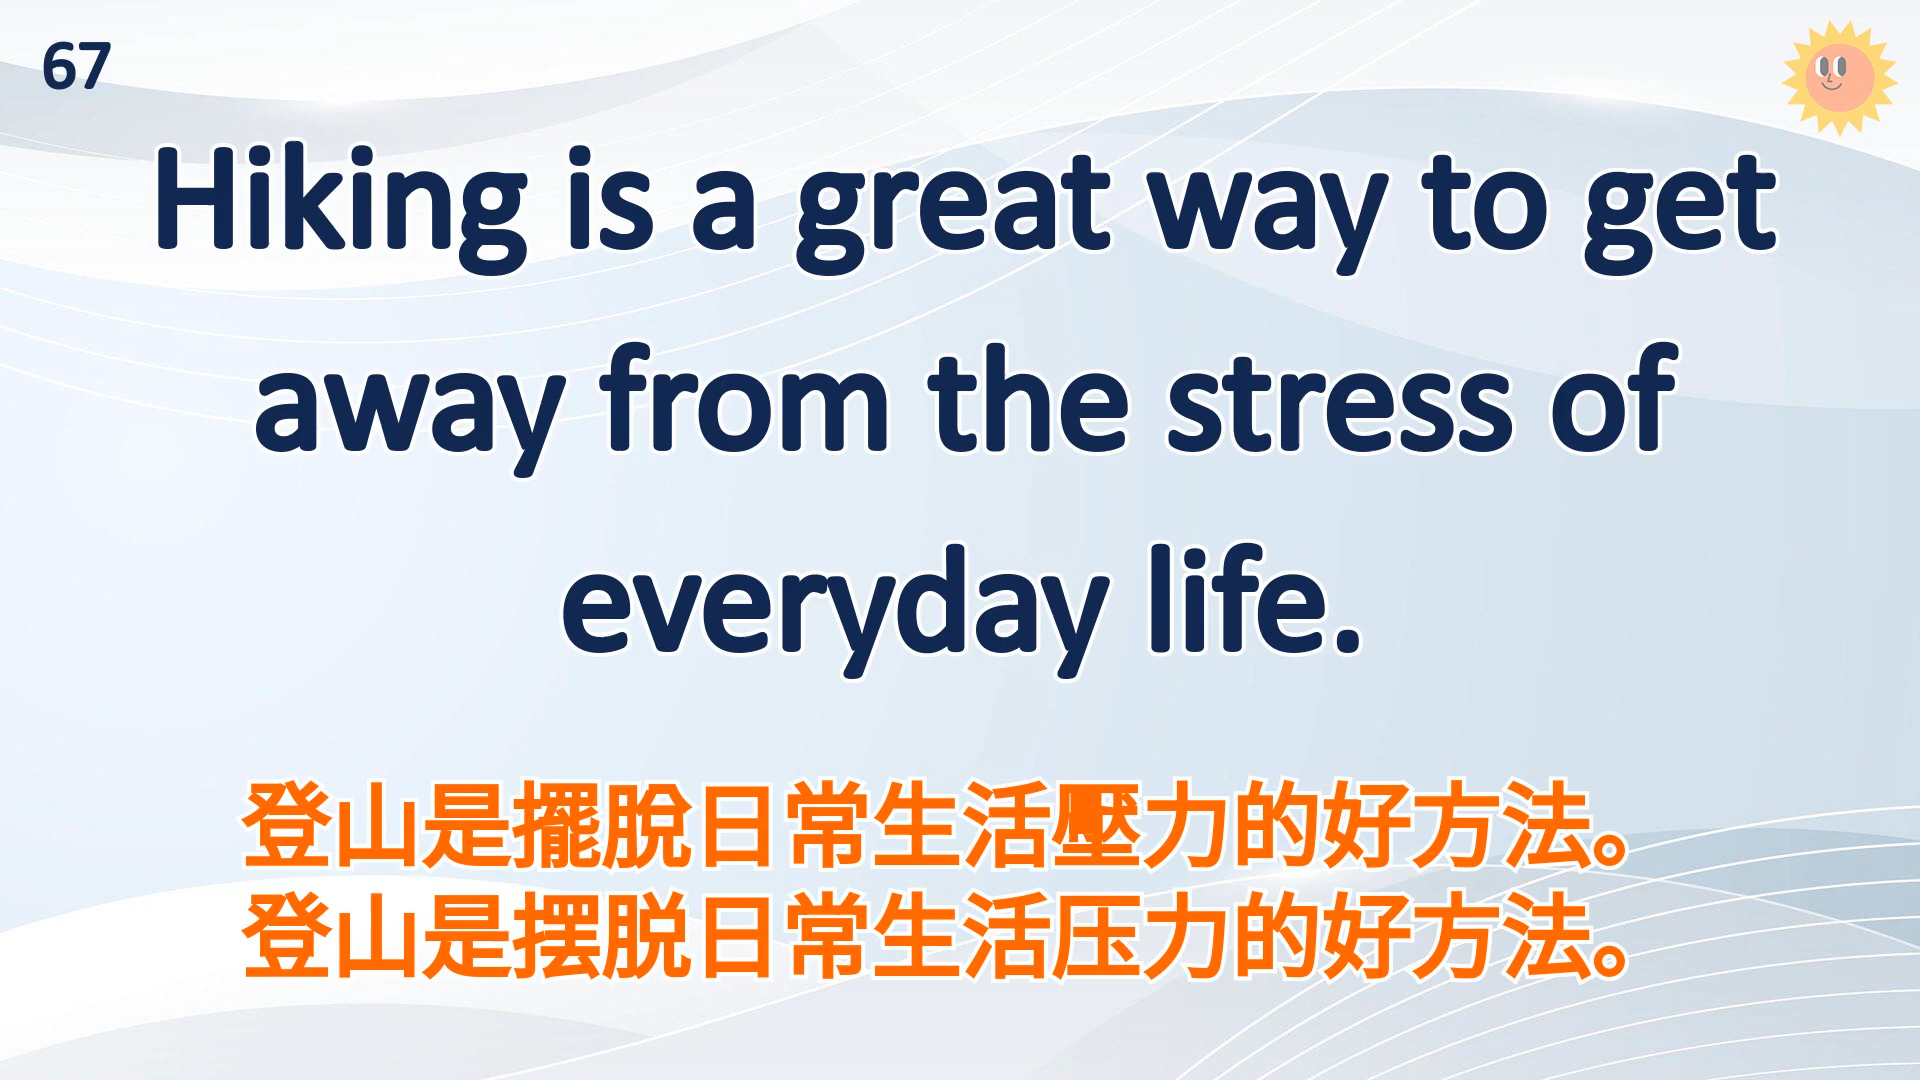 67
Hiking is a great way to get
away from the stress of
everyday life.
登山是擺脫日常生活壓力的好方法。
登山是摆脱日常生活压力的好方法。